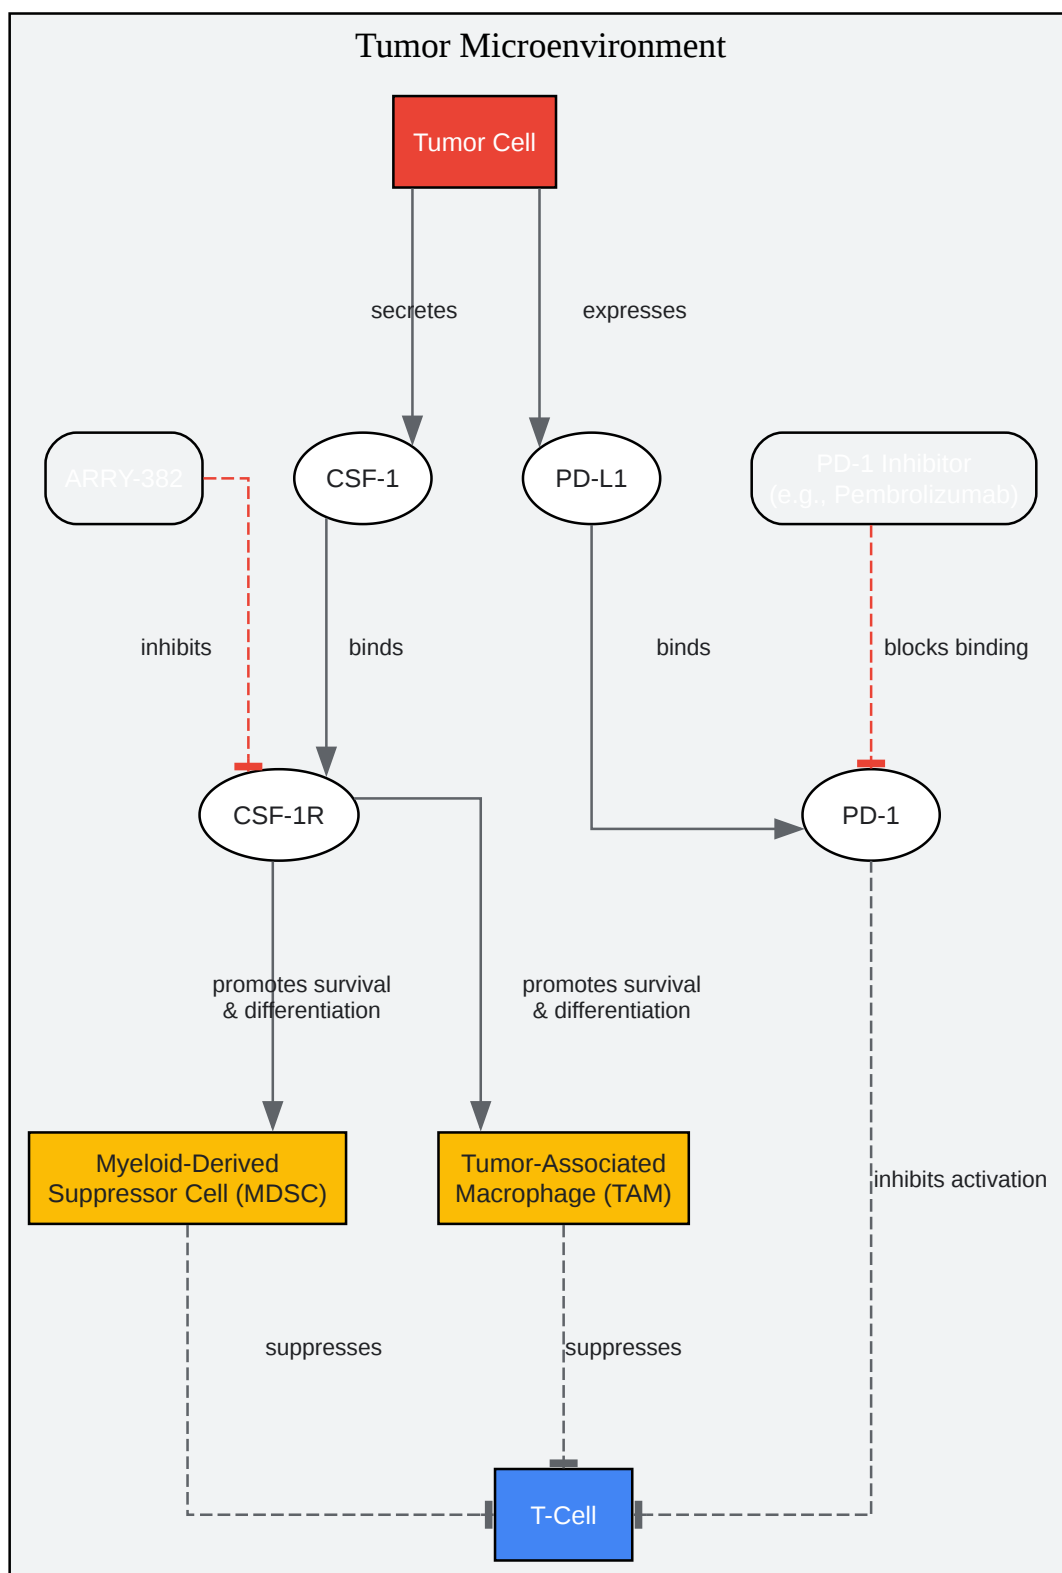 Tumor Microenvironment
Tumor Cell
secretes
expresses
ARRY-382
CSF-1
PD-L1
PD-1 Inhibitor
(e.g., Pembrolizumab)
inhibits
binds
binds
blocks binding
CSF-1R
PD-1
promotes survival
& differentiation
promotes survival
& differentiation
Myeloid-Derived
Suppressor Cell (MDSC)
Tumor-Associated
Macrophage (TAM)
inhibits activation
suppresses
suppresses
T-Cell